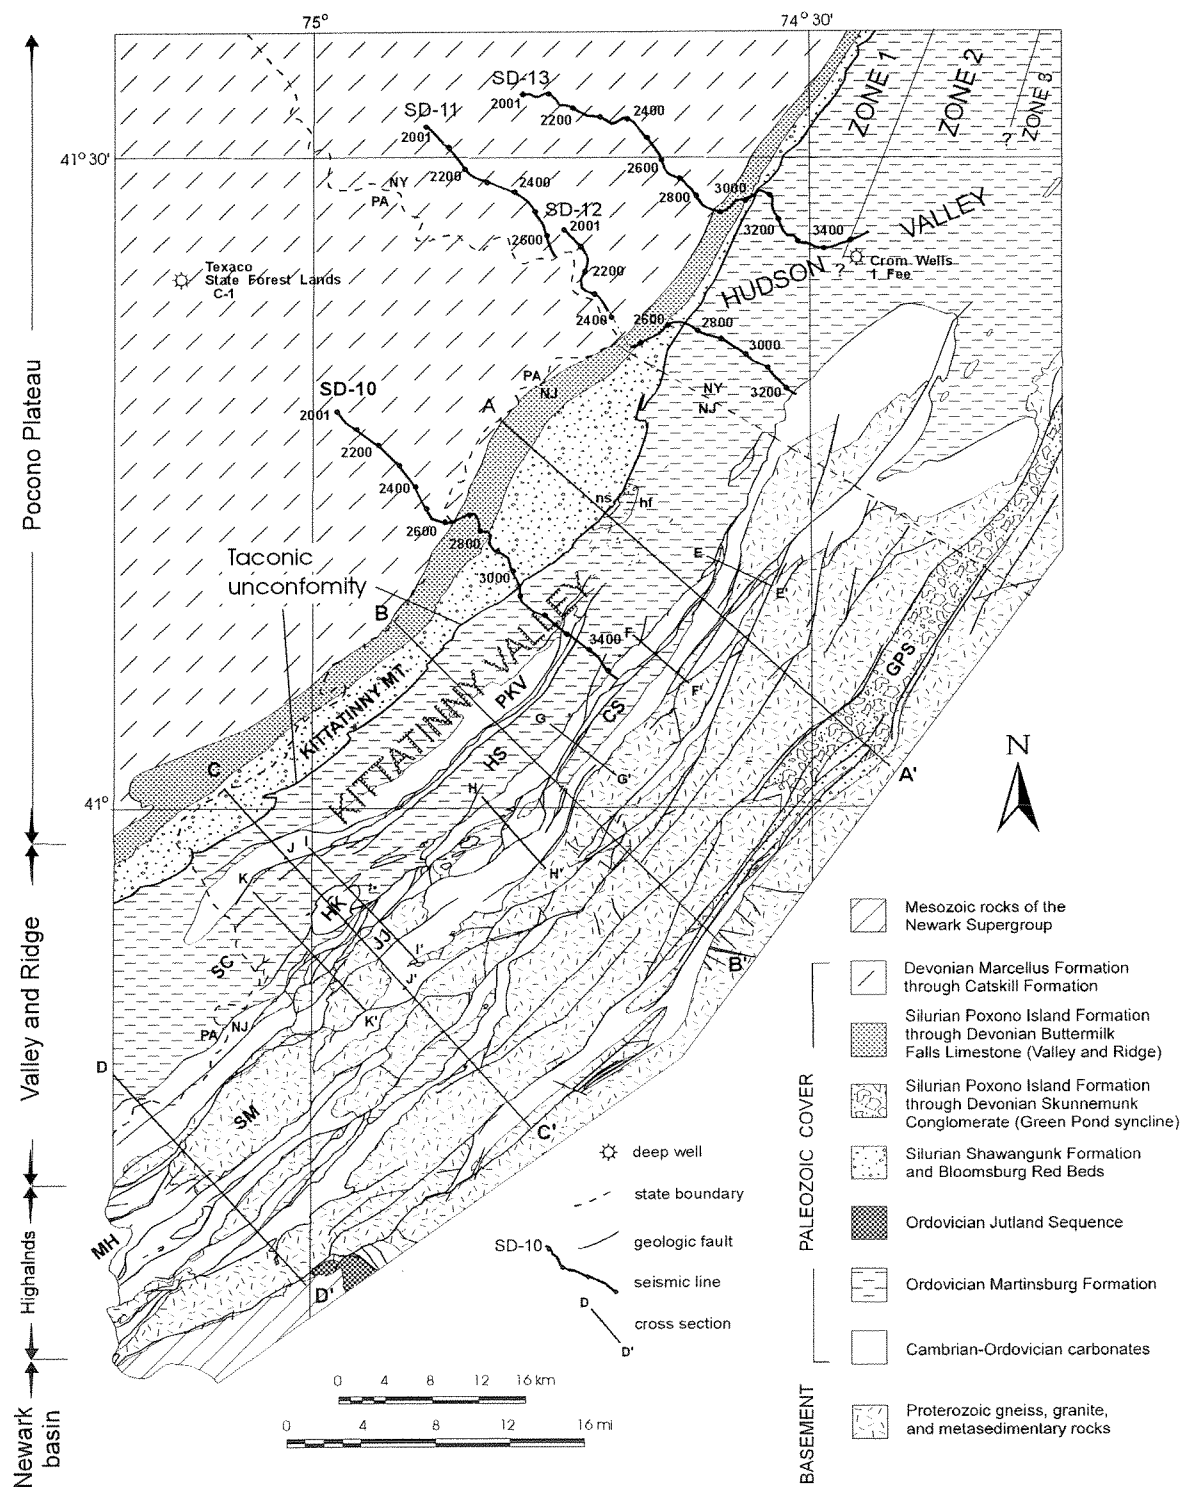 75°
74° 30'
SD-13
2001
2200
2400
2600
2800
3000
3200
3400
SD-11
2001
2200
2400
2600
SD-12
2001
2200
2400
2600
2800
3000
3200
ZONE 1
ZONE 2
ZONE 3
?
41° 30'
NY
PA
HUDSON
VALLEY
?
Crom Wells
1 Fee
Texaco
State Forest Lands
C-1
PA
NJ
NY
NJ
SD-10
2001
2200
2400
2600
2800
3000
3400
A
ns
hf
E
E'
Taconic
unconfomity
B
F
F'
GPS
KITTATINNY MT.
KITTATINNY VALLEY
PKV
CS
G
G'
HS
H
H'
A'
N
C
41°
J
I
K
HK
JJ
I'
J'
K'
B'
SC
PA
NJ
D
SM
C'
MH
D'
Pocono Plateau
Valley and Ridge
Highalnds
Newark
basin
deep well
state boundary
geologic fault
SD-10
seismic line
D
cross section
D'
0 4 8 12 16 km
0 4 8 12 16 mi
Mesozoic rocks of the
Newark Supergroup
PALEOZOIC COVER
Devonian Marcellus Formation
through Catskill Formation
Silurian Poxono Island Formation
through Devonian Buttermilk
Falls Limestone (Valley and Ridge)
Silurian Poxono Island Formation
through Devonian Skunnemunk
Conglomerate (Green Pond syncline)
Silurian Shawangunk Formation
and Bloomsburg Red Beds
Ordovician Jutland Sequence
Ordovician Martinsburg Formation
Cambrian-Ordovician carbonates
BASEMENT
Proterozoic gneiss, granite,
and metasedimentary rocks